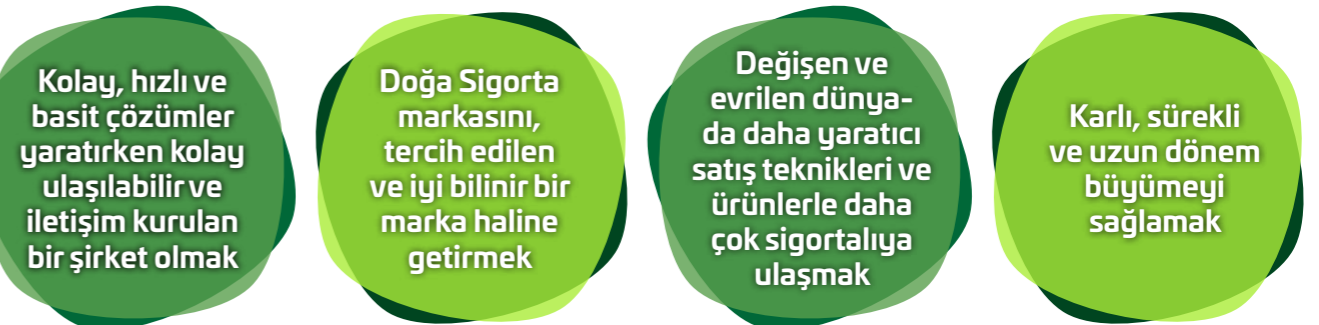 Kolay, hızlı ve
basit çözümler
yaratırken kolay
ulaşılabilir ve
iletişim kurulan
bir şirket olmak
Doğa Sigorta
markasını,
tercih edilen
ve iyi bilinir bir
marka haline
getirmek
Değişen ve
evrilen dünya-
da daha yaratıcı
satış teknikleri ve
ürünlerle daha
çok sigortalıya
ulaşmak
Karlı, sürekli
ve uzun dönem
büyümeyi
sağlamak